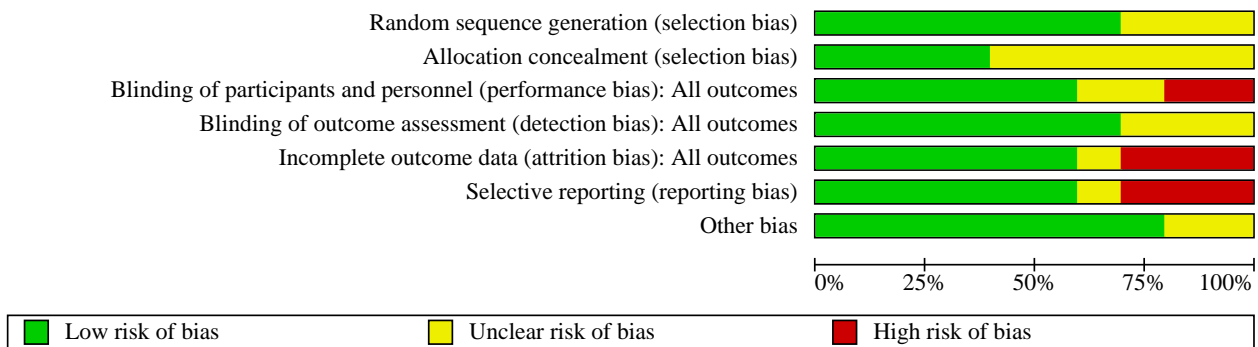 Random sequence generation (selection bias)
Allocation concealment (selection bias)
Blinding of participants and personnel (performance bias): All outcomes
Blinding of outcome assessment (detection bias): All outcomes
Incomplete outcome data (attrition bias): All outcomes
Selective reporting (reporting bias)
Other bias
0% 25% 50% 75% 100%
Low risk of bias Unclear risk of bias High risk of bias